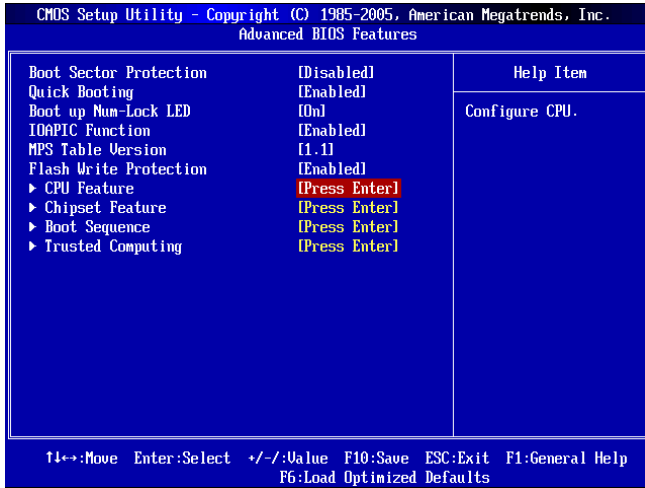 CMOS Setup Utility - Copyright (C) 1985-2005, American Megatrends, Inc.
Advanced BIOS Features
Boot Sector Protection [Disabled]
Quick Booting [Enabled]
Boot up Num-Lock LED [On]
IOAPIC Function [Enabled]
MPS Table Version [1.1]
Flash Write Protection [Enabled]
▶ CPU Feature [Press Enter]
▶ Chipset Feature [Press Enter]
▶ Boot Sequence [Press Enter]
▶ Trusted Computing [Press Enter]
Help Item
Configure CPU.
↑↓←→:Move Enter:Select +/-/:Value F10:Save ESC:Exit F1:General Help
F6:Load Optimized Defaults